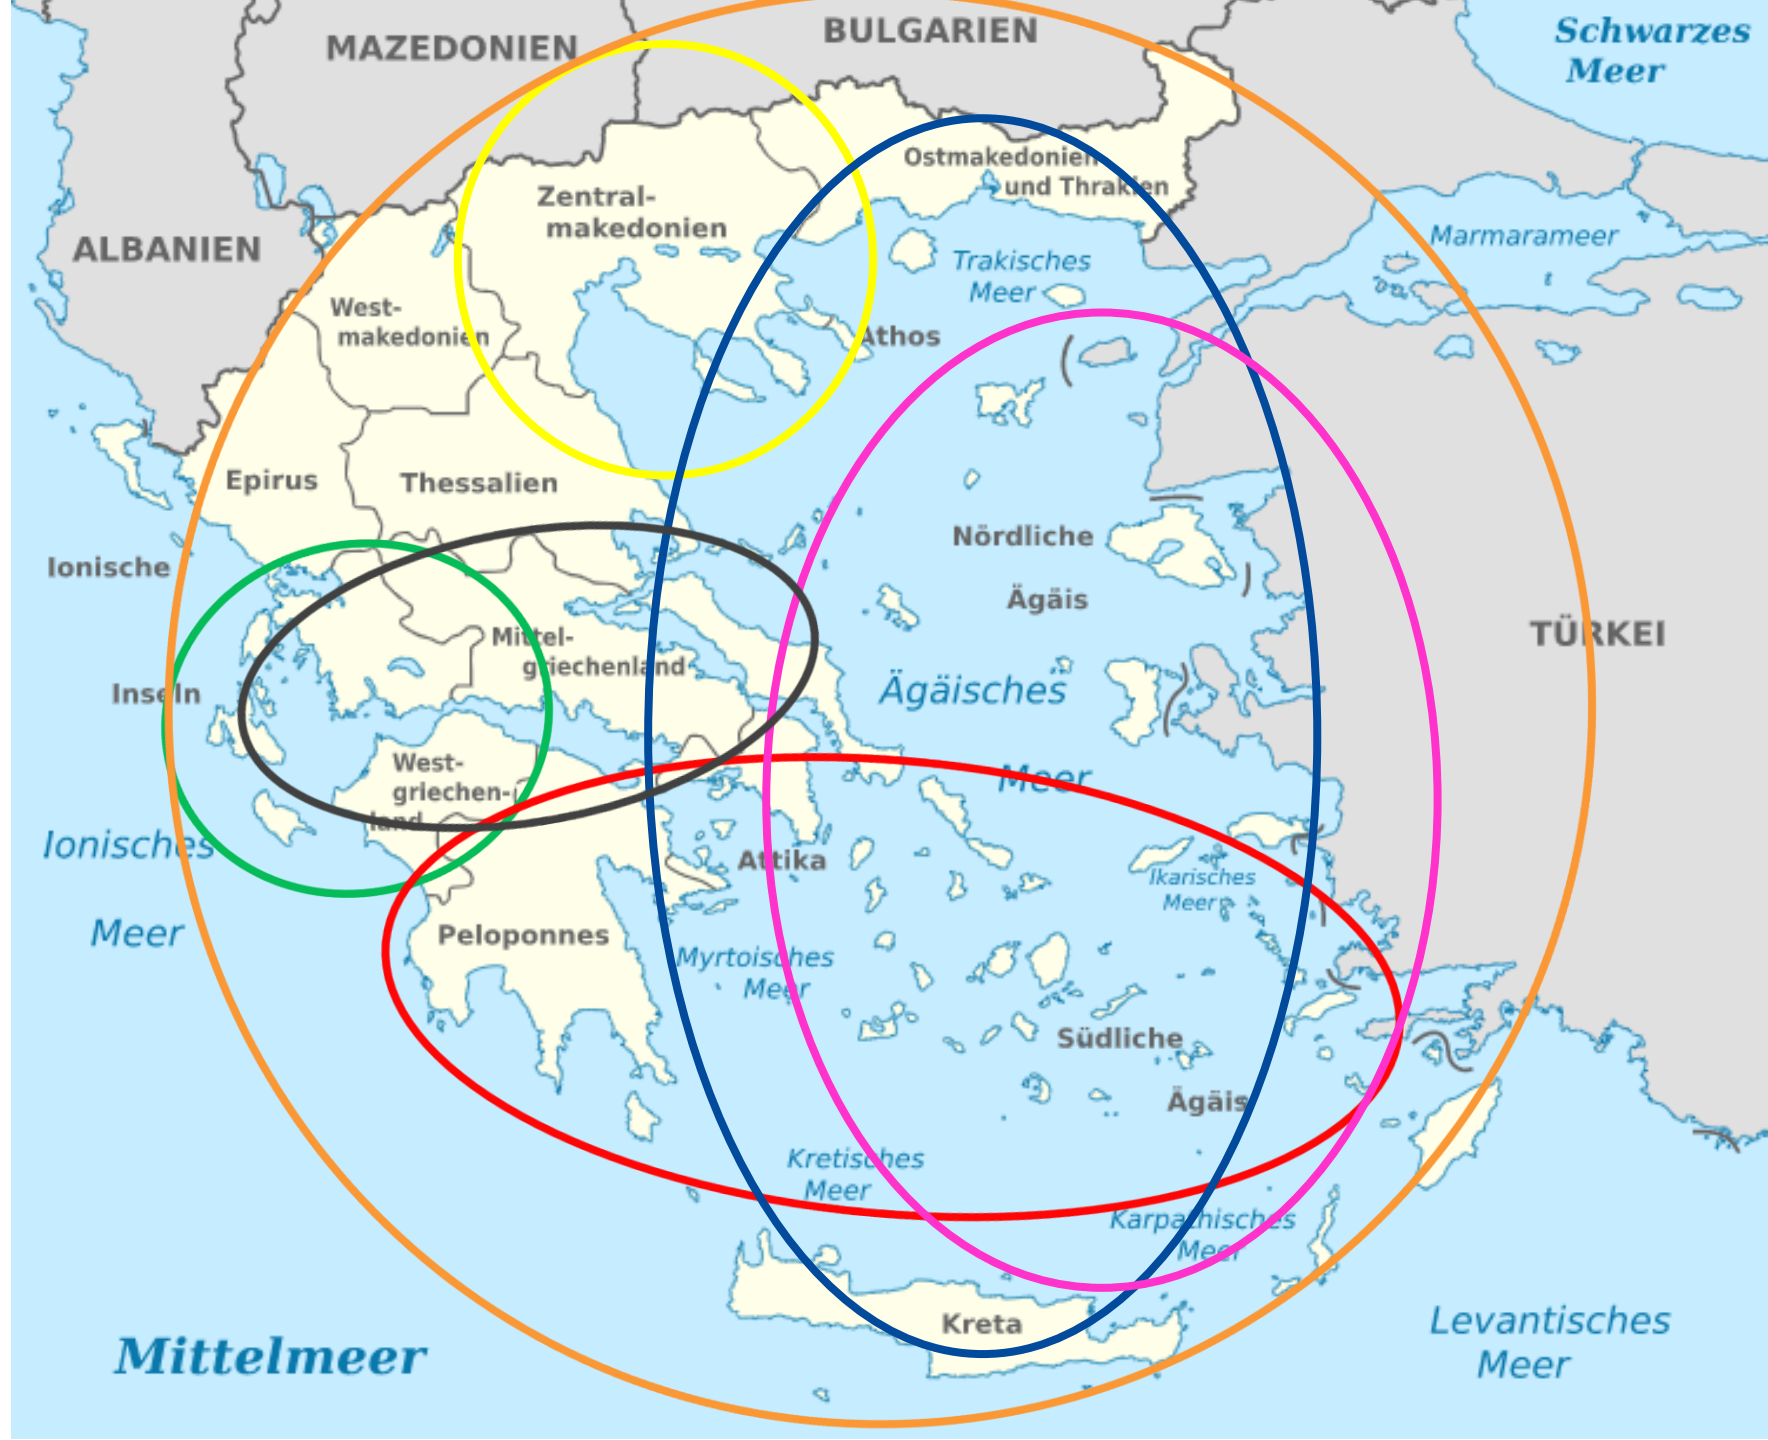 BULGARIEN
Schwarzes
Meer
MAZEDONIEN
Ostmakedonien
und Thrakien
Zentral-
makedonien
ALBANIEN
Marmarameer
Trakisches
Meer
West-
makedonien
Athos
Epirus
Thessalien
Nördliche
Ionische
Ägäis
TÜRKEI
Mittel-
griechenland
Inseln
Ägäisches
West-
griechen-
land
Meer
Ionisches
Attika
Ikarisches
Meer
Meer
Peloponnes
Myrtoisches
Meer
Südliche
Ägäis
Kretisches
Meer
Karpathisches
Meer
Kreta
Levantisches
Meer
Mittelmeer